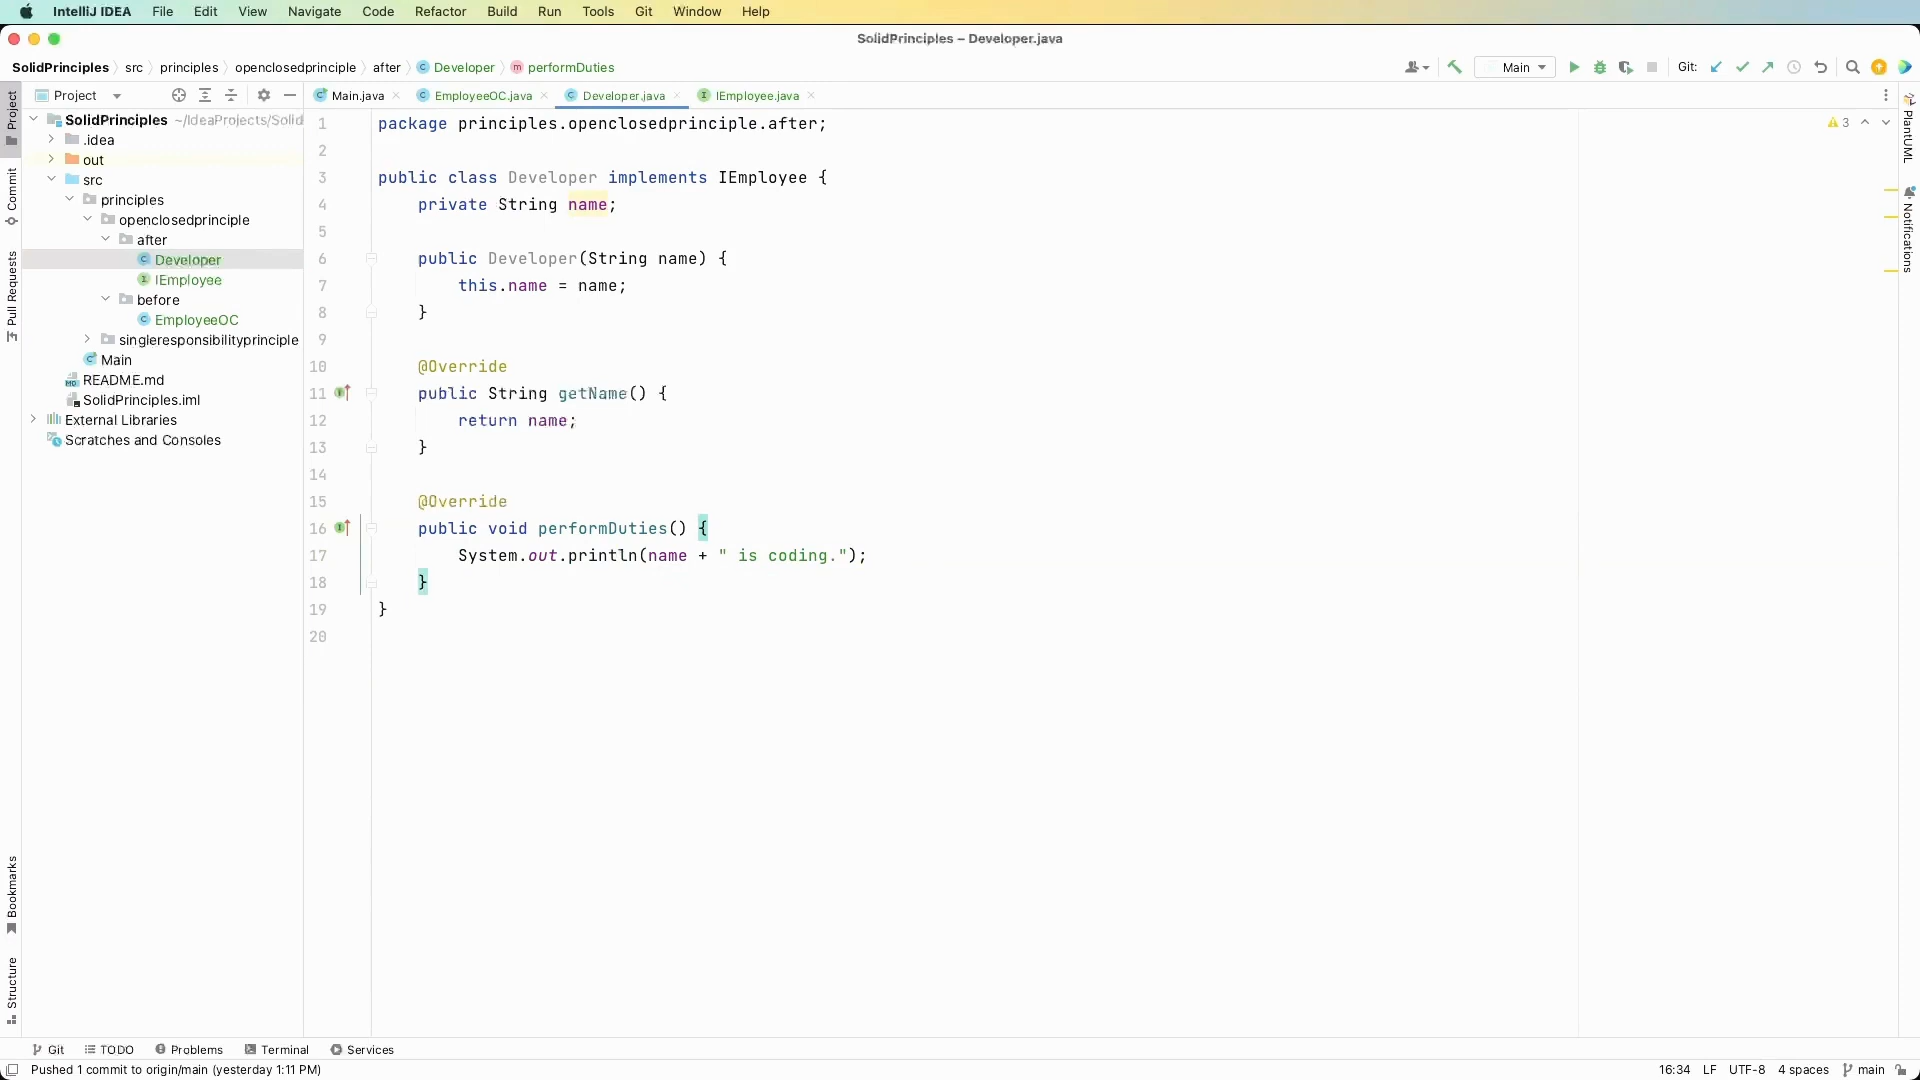 IntelliJ IDEA File Edit View Navigate Code Refactor Build Run Tools Git Window Help
SolidPrinciples – Developer.java
SolidPrinciples src principles openclosedprinciple after Developer performDuties Main Git:
Project
Main.java EmployeeOC.java Developer.java IEmployee.java
SolidPrinciples ~/IdeaProjects/Solid
.idea
out
src
principles
openclosedprinciple
after
Developer
IEmployee
before
EmployeeOC
singleresponsibilityprinciple
Main
README.md
SolidPrinciples.iml
External Libraries
Scratches and Consoles
1 package principles.openclosedprinciple.after;
2
3 public class Developer implements IEmployee {
4 private String name;
5
6 public Developer(String name) {
7 this.name = name;
8 }
9
10 @Override
11 public String getName() {
12 return name;
13 }
14
15 @Override
16 public void performDuties() {
17 System.out.println(name + " is coding.");
18 }
19 }
20
3
Project
Commit
Pull Requests
Bookmarks
Structure
PlantUML
Notifications
Git TODO Problems Terminal Services
Pushed 1 commit to origin/main (yesterday 1:11 PM) 16:34 LF UTF-8 4 spaces main